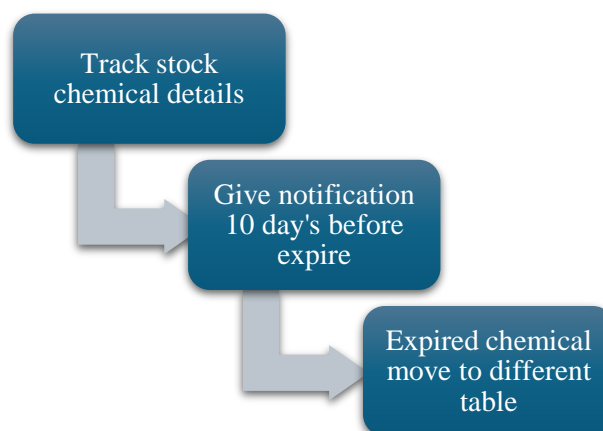 Track stock
chemical details
Give notification
10 day's before
expire
Expired chemical
move to different
table